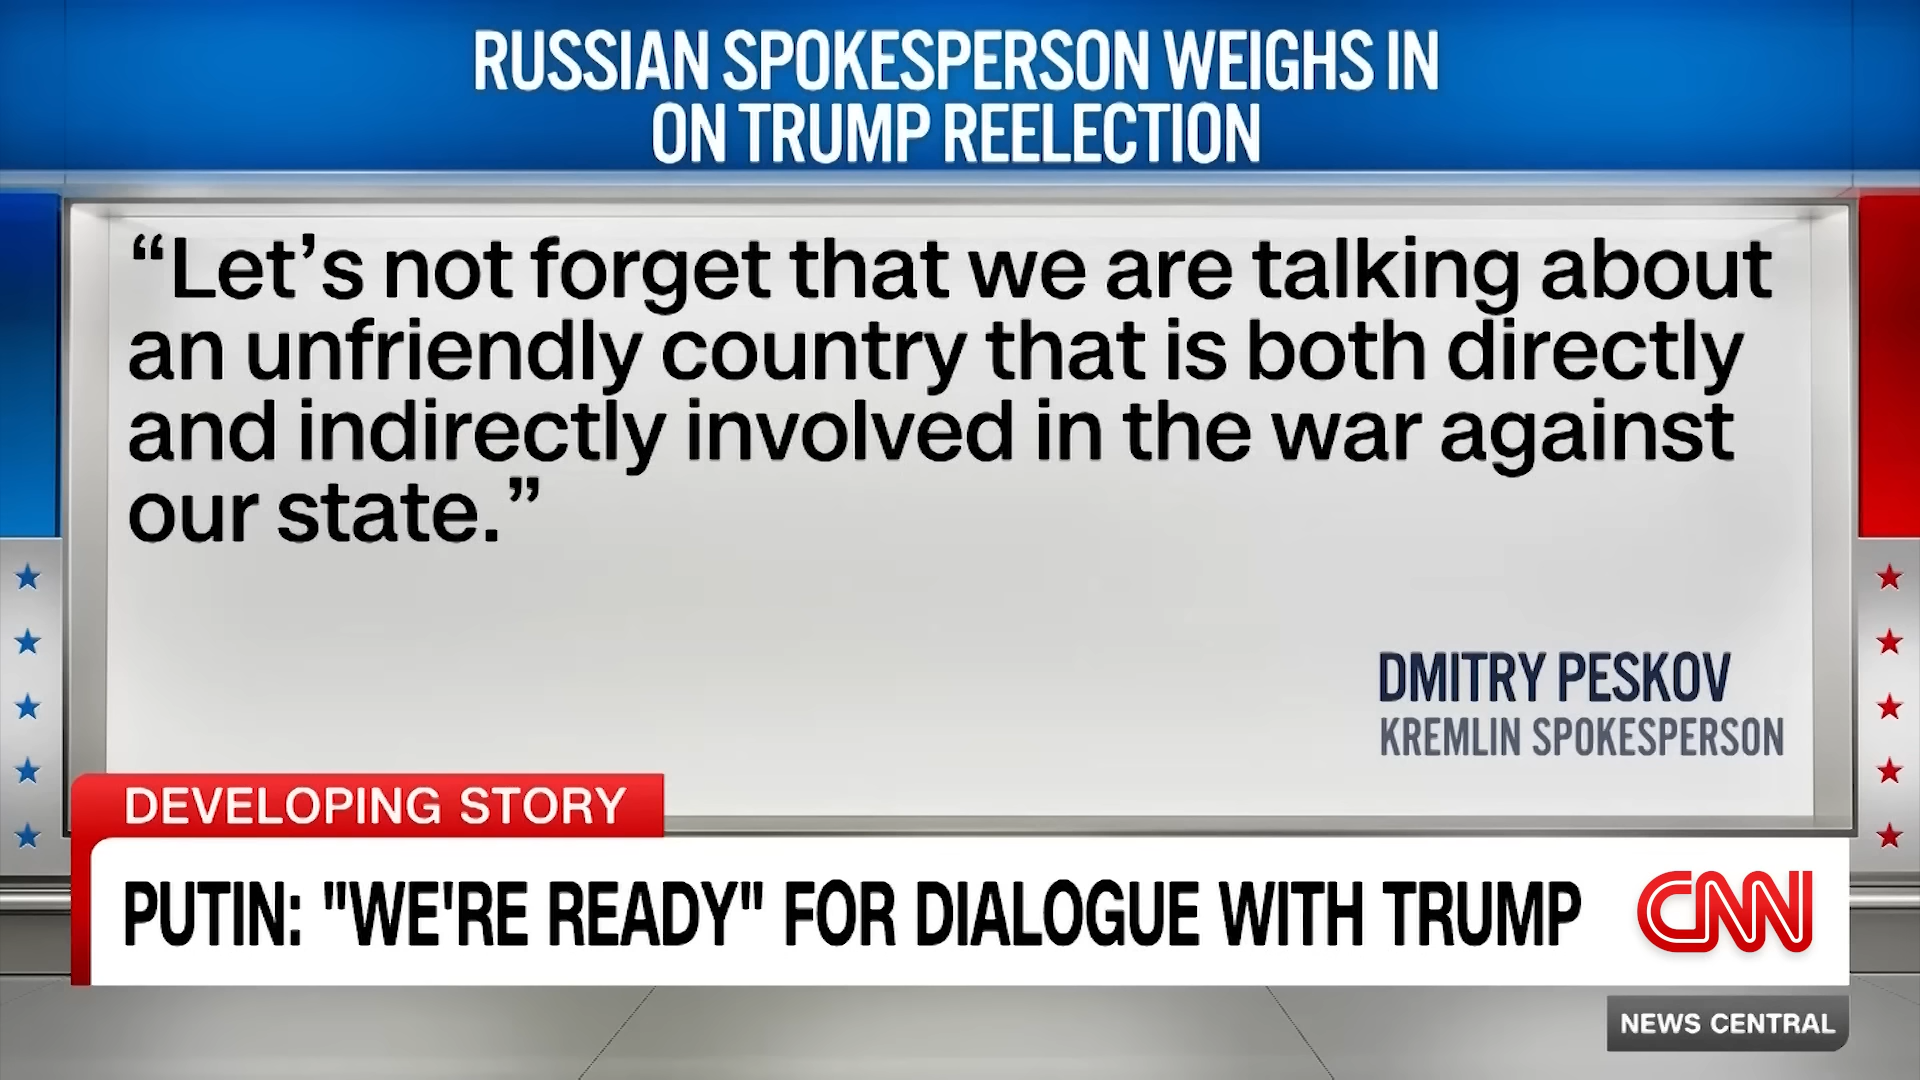 RUSSIAN SPOKESPERSON WEIGHS IN
ON TRUMP REELECTION
“Let’s not forget that we are talking about
an unfriendly country that is both directly
and indirectly involved in the war against
our state.”
DMITRY PESKOV
KREMLIN SPOKESPERSON
DEVELOPING STORY
PUTIN: "WE'RE READY" FOR DIALOGUE WITH TRUMP
CNN
NEWS CENTRAL